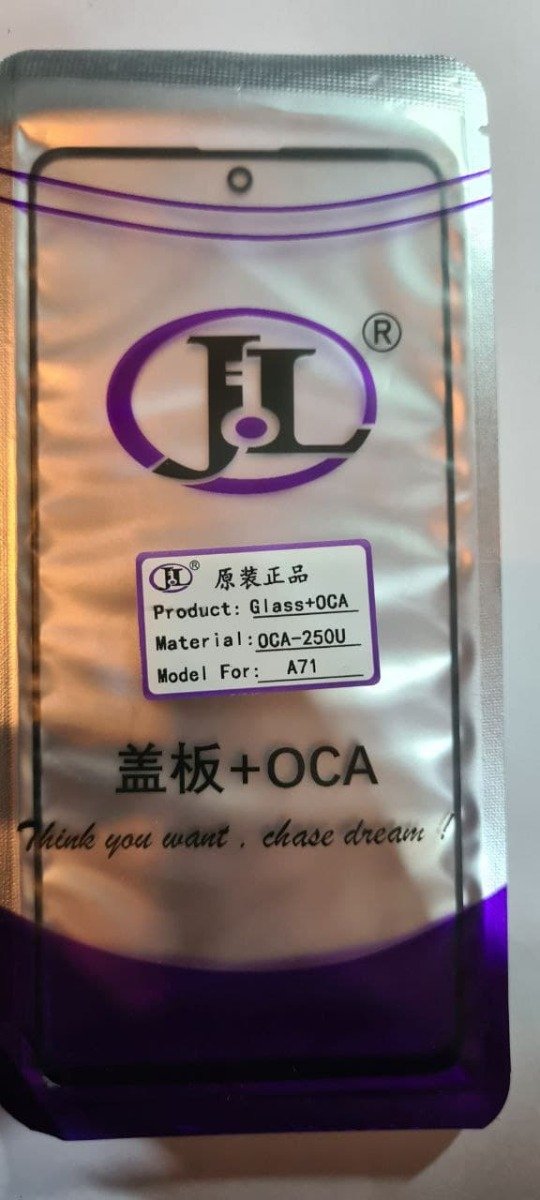 JL ®
JL ® 原装正品
Product: Glass+OCA
Material: OCA-250U
Model For: A71
盖板+OCA
Think you want , chase dream !